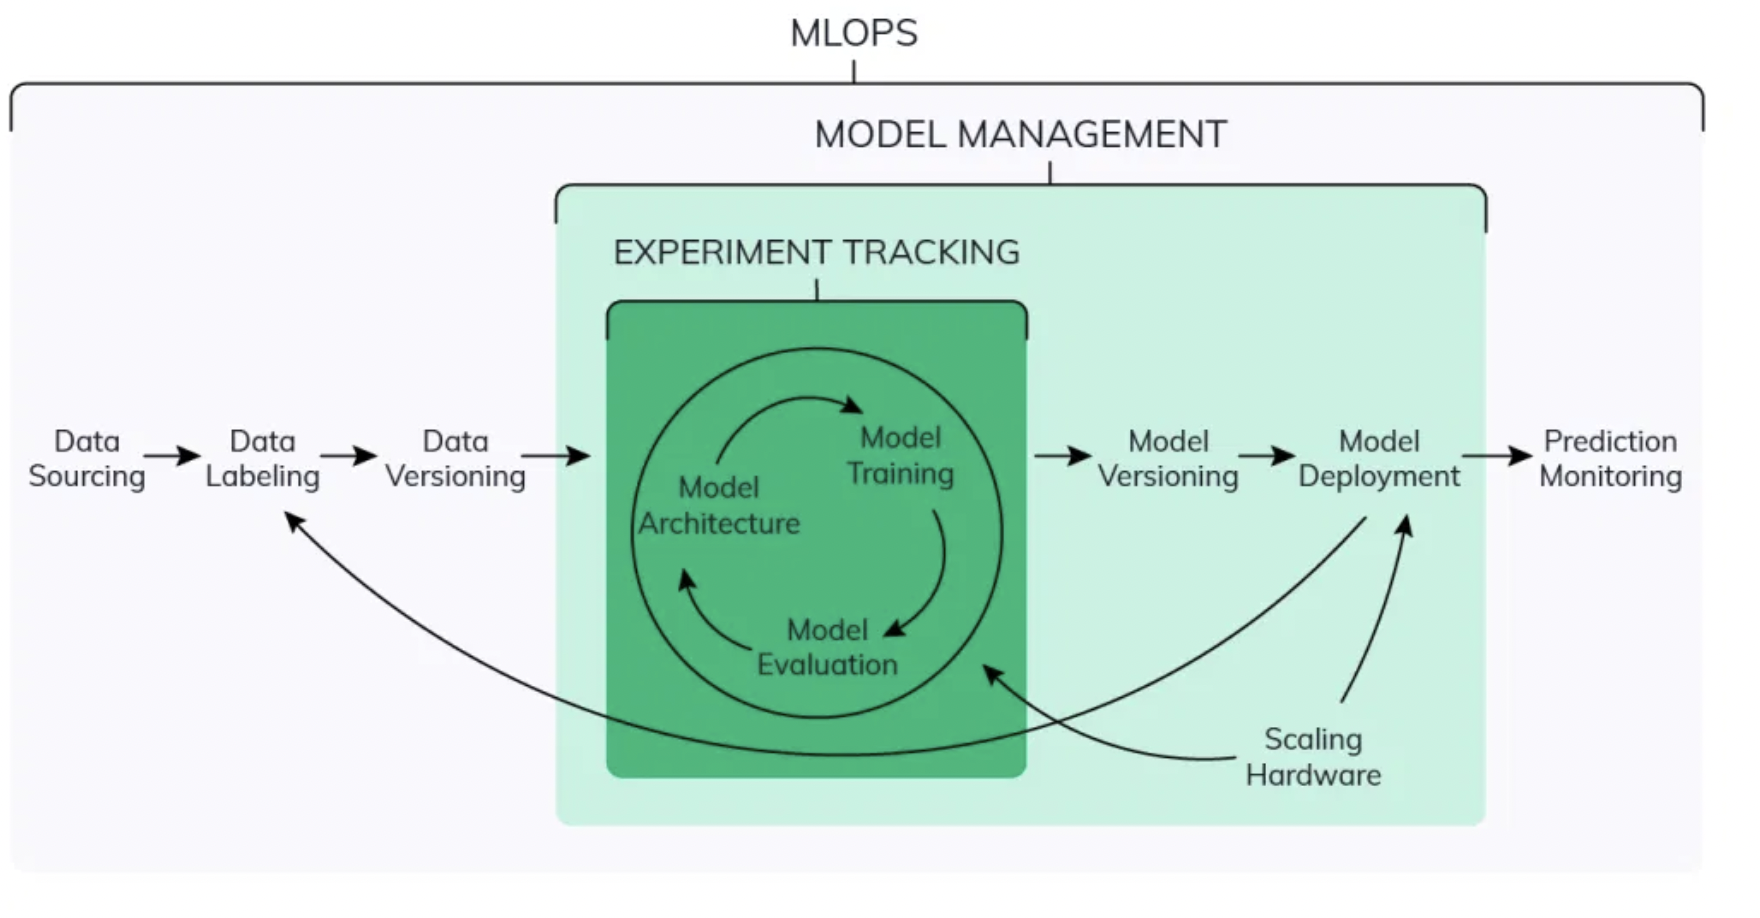 MLOPS
MODEL MANAGEMENT
EXPERIMENT TRACKING
Data
Sourcing
Data
Labeling
Data
Versioning
Model
Architecture
Model
Training
Model
Evaluation
Model
Versioning
Model
Deployment
Prediction
Monitoring
Scaling
Hardware